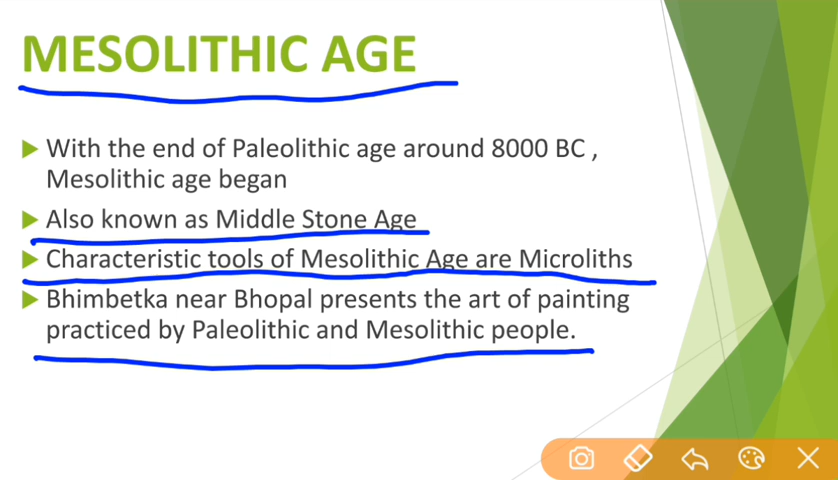 MESOLITHIC AGE
With the end of Paleolithic age around 8000 BC ,
Mesolithic age began
Also known as Middle Stone Age
Characteristic tools of Mesolithic Age are Microliths
Bhimbetka near Bhopal presents the art of painting
practiced by Paleolithic and Mesolithic people.